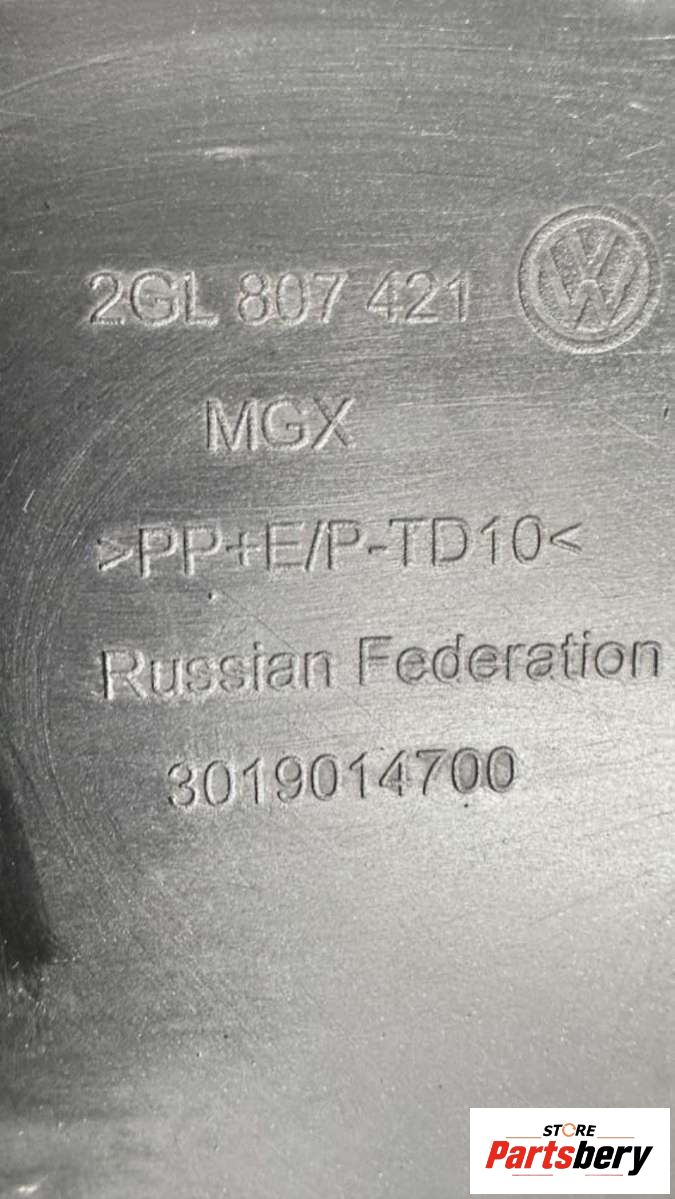 2GL 807 421
MGX
>PP+E/P-TD10<
Russian Federation
3019014700
STORE
Partsbery